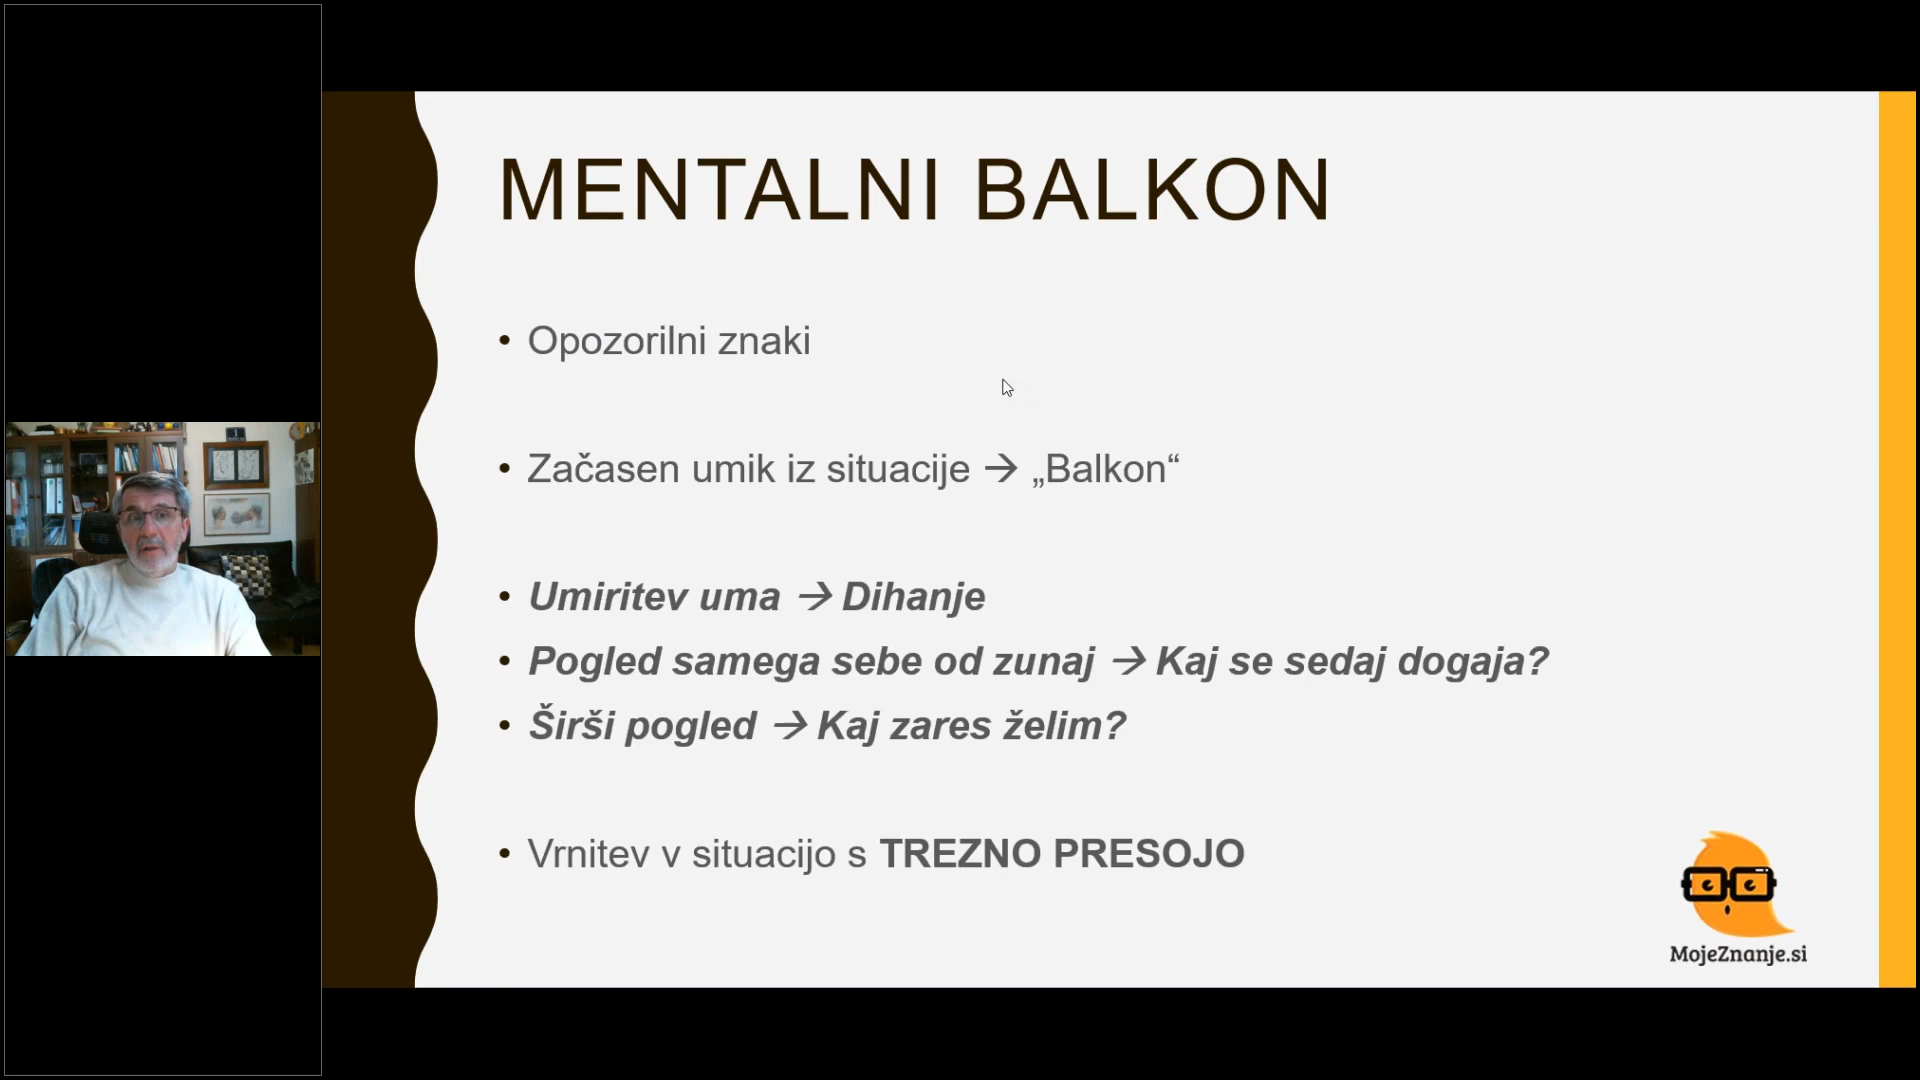 MENTALNI BALKON
• Opozorilni znaki
• Začasen umik iz situacije → „Balkon“
• Umiritev uma → Dihanje
• Pogled samega sebe od zunaj → Kaj se sedaj dogaja?
• Širši pogled → Kaj zares želim?
• Vrnitev v situacijo s TREZNO PRESOJO
MojeZnanje.si